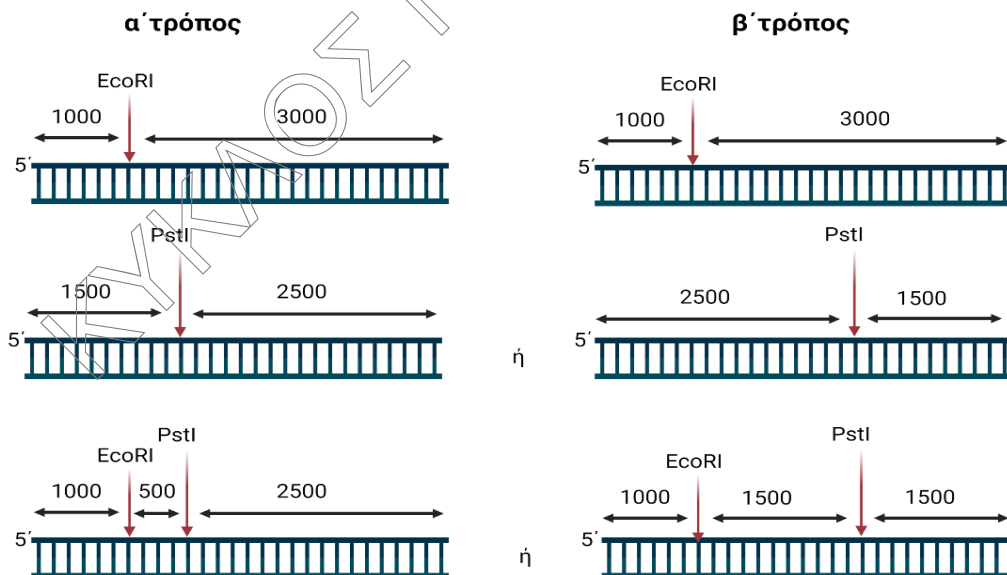 α΄τρόπος β΄τρόπος
EcoRI EcoRI
1000 3000 1000 3000
5΄ 5΄
PstI PstI
1500 2500 2500 1500
5΄ ή 5΄
PstI PstI
EcoRI EcoRI
1000 500 2500 1000 1500 1500
5΄ ή 5΄
ΚΥΚΛΟΣ